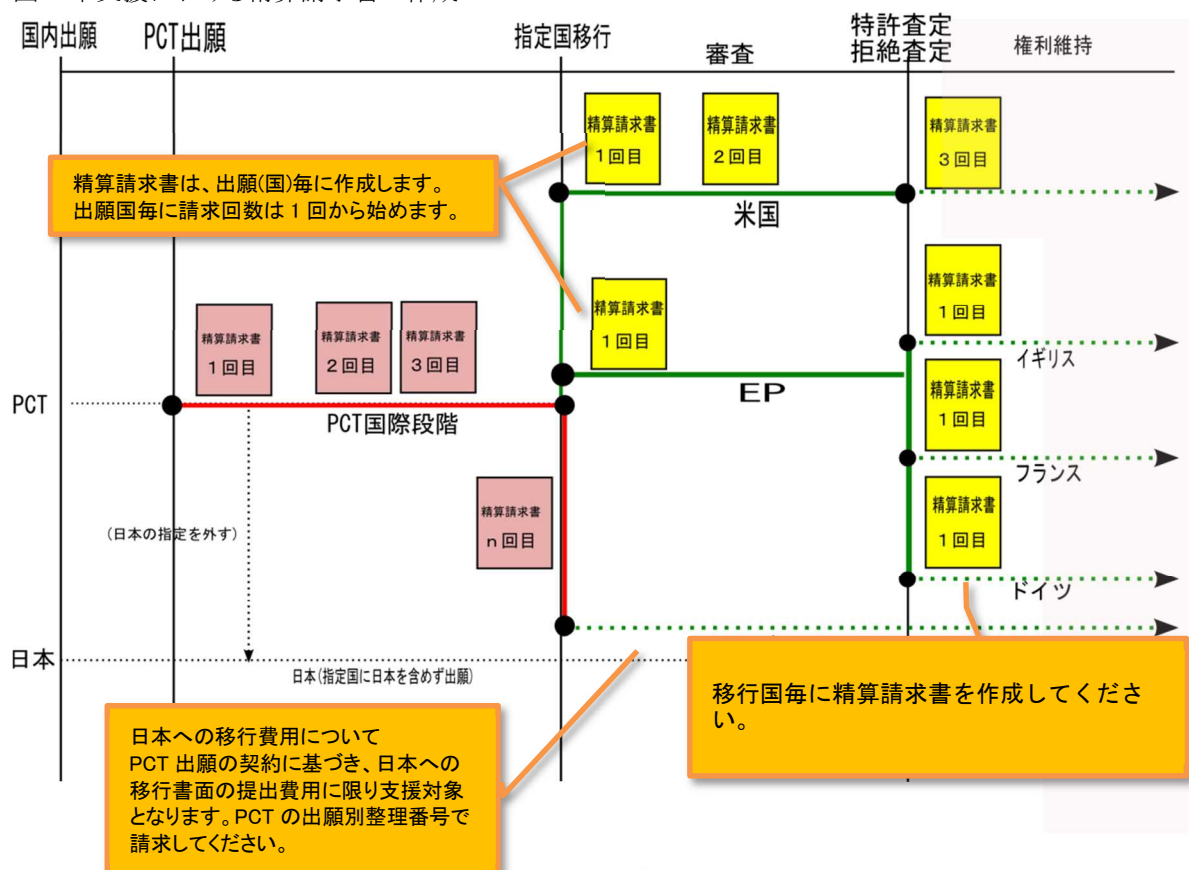 国内出願
PCT出願
指定国移行
審査
特許査定
拒絶査定
権利維持
精算請求書
1回目
精算請求書
2回目
精算請求書
3回目
精算請求書は、出願(国)毎に作成します。
出願国毎に請求回数は1回から始めます。
米国
精算請求書
1回目
精算請求書
1回目
イギリス
精算請求書
1回目
精算請求書
2回目
精算請求書
3回目
EP
精算請求書
1回目
PCT
PCT国際段階
フランス
精算請求書
n回目
精算請求書
1回目
(日本の指定を外す)
ドイツ
日本
日本(指定国に日本を含めず出願)
移行国毎に精算請求書を作成してくださ
い。
日本への移行費用について
PCT 出願の契約に基づき、日本への
移行書面の提出費用に限り支援対象
となります。PCT の出願別整理番号で
請求してください。